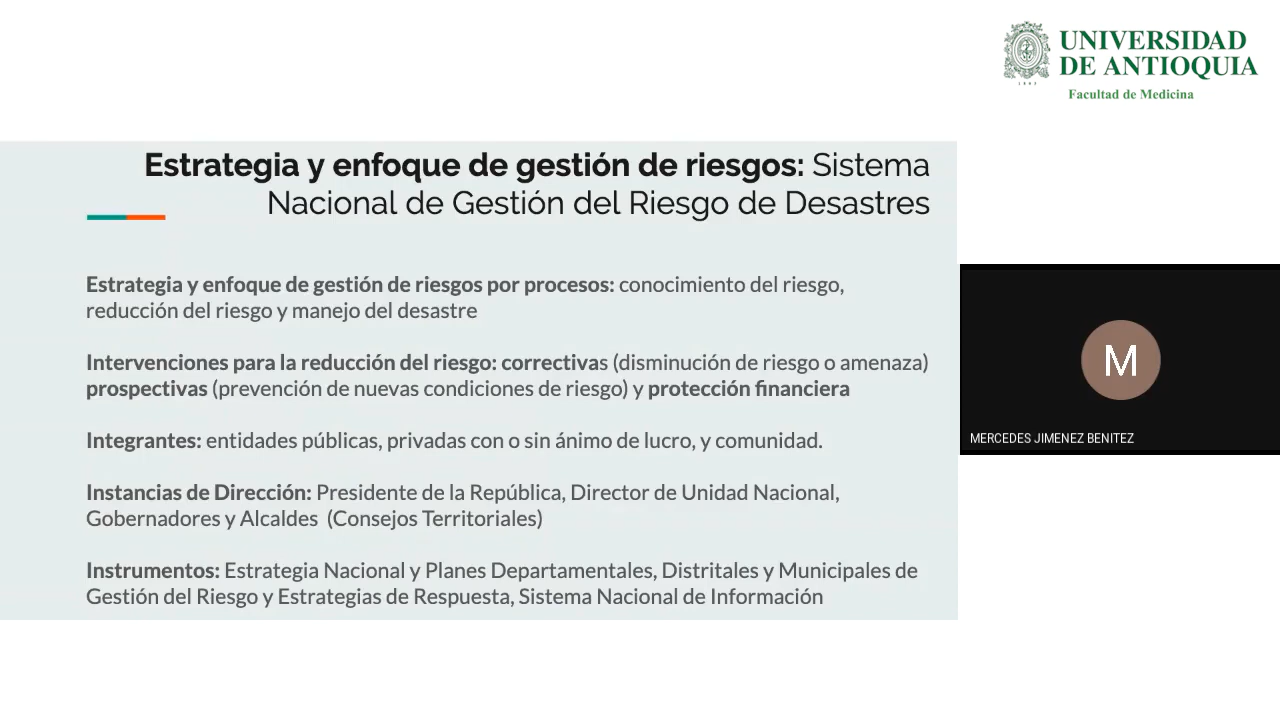 UNIVERSIDAD
DE ANTIOQUIA
1803
Facultad de Medicina
Estrategia y enfoque de gestión de riesgos: Sistema
Nacional de Gestión del Riesgo de Desastres
Estrategia y enfoque de gestión de riesgos por procesos: conocimiento del riesgo,
reducción del riesgo y manejo del desastre
Intervenciones para la reducción del riesgo: correctivas (disminución de riesgo o amenaza)
prospectivas (prevención de nuevas condiciones de riesgo) y protección financiera
Integrantes: entidades públicas, privadas con o sin ánimo de lucro, y comunidad.
Instancias de Dirección: Presidente de la República, Director de Unidad Nacional,
Gobernadores y Alcaldes (Consejos Territoriales)
Instrumentos: Estrategia Nacional y Planes Departamentales, Distritales y Municipales de
Gestión del Riesgo y Estrategias de Respuesta, Sistema Nacional de Información
M
MERCEDES JIMENEZ BENITEZ